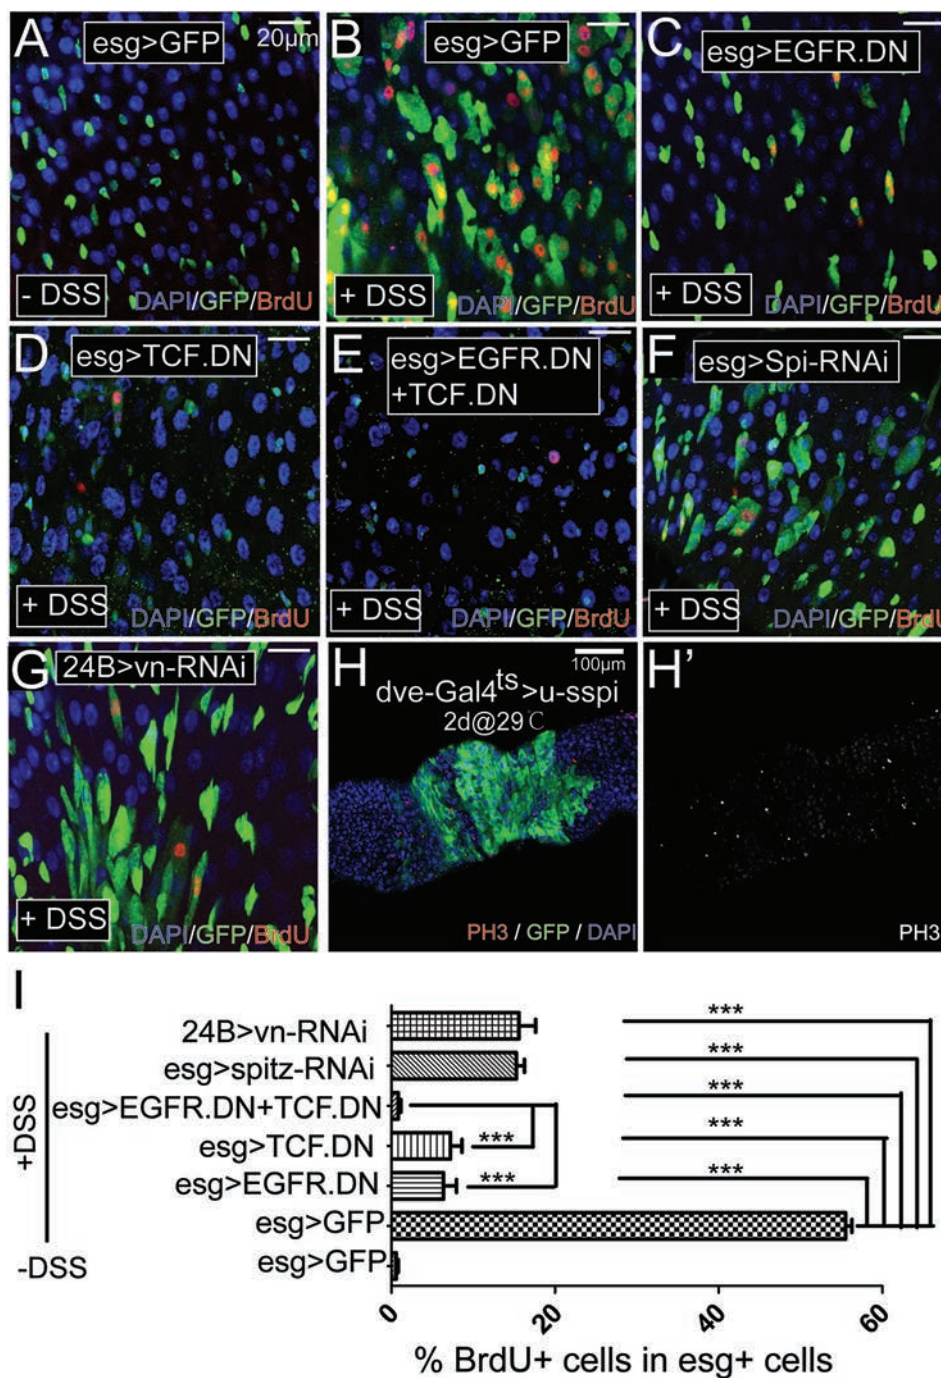 A
esg>GFP
20µm
- DSS
DAPI/GFP/BrdU
B
esg>GFP
+ DSS
DAPI/GFP/BrdU
C
esg>EGFR.DN
+ DSS
DAPI/GFP/BrdU
D
esg>TCF.DN
+ DSS
DAPI/GFP/BrdU
E
esg>EGFR.DN
+TCF.DN
+ DSS
DAPI/GFP/BrdU
F
esg>Spi-RNAi
+ DSS
DAPI/GFP/BrdU
G
24B>vn-RNAi
+ DSS
DAPI/GFP/BrdU
H
100µm
dve-Gal4ts>u-sspi
2d@29℃
PH3 / GFP / DAPI
H'
PH3
I
+DSS
-DSS
24B>vn-RNAi
esg>spitz-RNAi
esg>EGFR.DN+TCF.DN
esg>TCF.DN
esg>EGFR.DN
esg>GFP
esg>GFP
***
***
***
***
***
***
***
0
20
40
60
% BrdU+ cells in esg+ cells